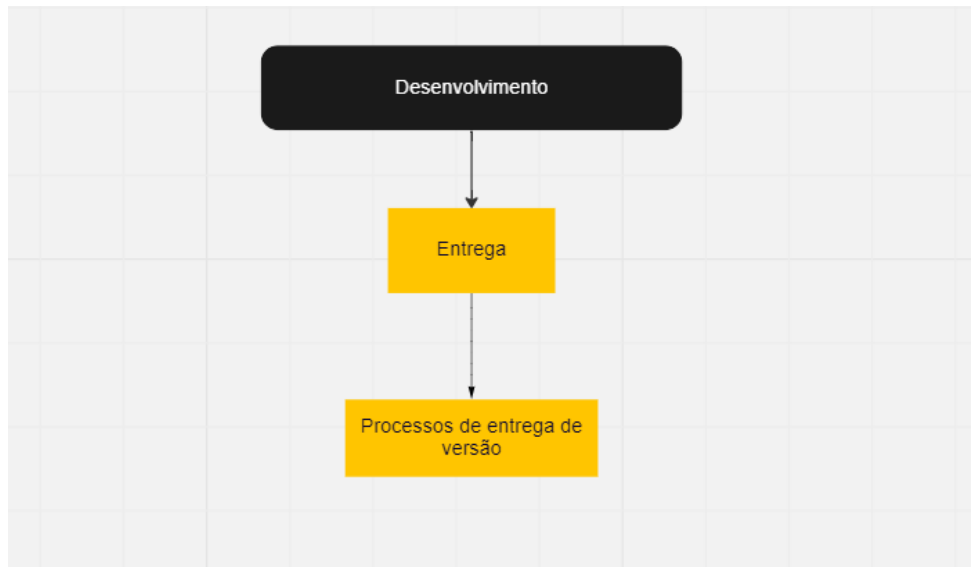 Desenvolvimento
Entrega
Processos de entrega de
versão